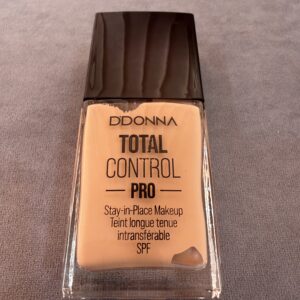 DDONNA
TOTAL
CONTROL
PRO
Stay-in-Place Makeup
Teint longue tenue
intransférable
SPF